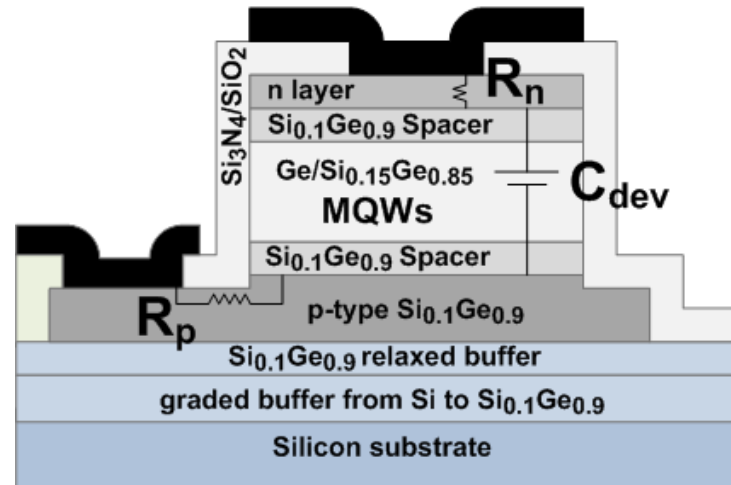 Si₃N₄/SiO₂
n layer
Rₙ
Si₀.₁Ge₀.₉ Spacer
Ge/Si₀.₁₅Ge₀.₈₅
MQWs
C_dev
Si₀.₁Ge₀.₉ Spacer
Rₚ
p-type Si₀.₁Ge₀.₉
Si₀.₁Ge₀.₉ relaxed buffer
graded buffer from Si to Si₀.₁Ge₀.₉
Silicon substrate